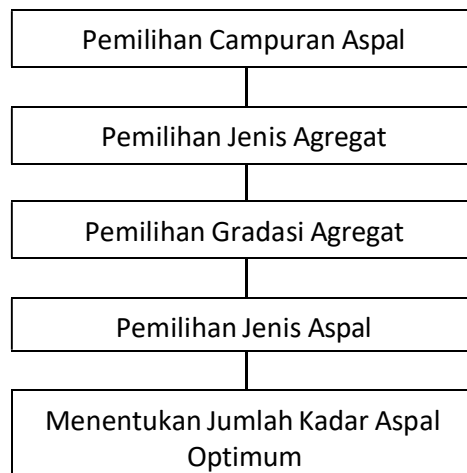 Pemilihan Campuran Aspal
Pemilihan Jenis Agregat
Pemilihan Gradasi Agregat
Pemilihan Jenis Aspal
Menentukan Jumlah Kadar Aspal
Optimum